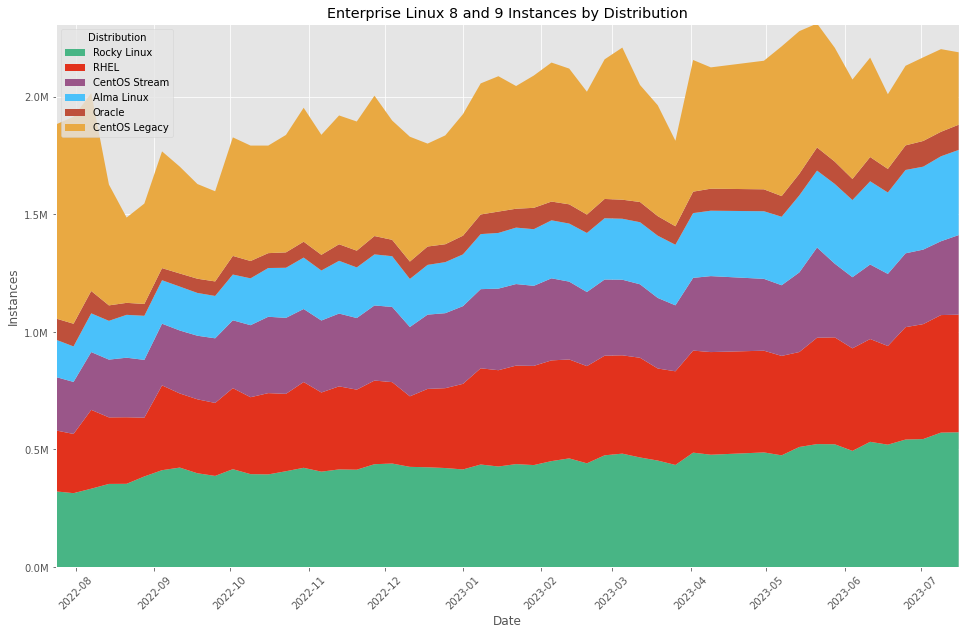 Enterprise Linux 8 and 9 Instances by Distribution
Distribution
Rocky Linux
RHEL
CentOS Stream
Alma Linux
Oracle
CentOS Legacy
2.0M
1.5M
1.0M
0.5M
0.0M
Instances
2022-08
2022-09
2022-10
2022-11
2022-12
2023-01
2023-02
2023-03
2023-04
2023-05
2023-06
2023-07
Date